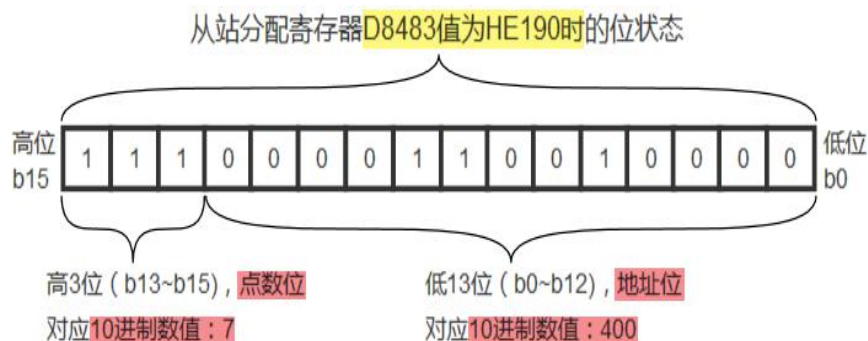 从站分配寄存器D8483值为HE190时的位状态
高位 1 1 1 0 0 0 0 1 1 0 0 1 0 0 0 0 低位
b15 b0
高3位（b13~b15），点数位 低13位（b0~b12），地址位
对应10进制数值：7 对应10进制数值：400